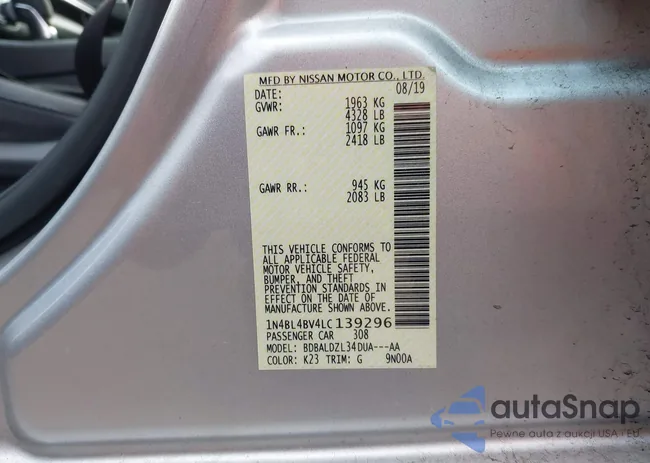 MFD BY NISSAN MOTOR CO., LTD.
DATE: 08/19
GVWR: 1963 KG
4328 LB
GAWR FR.: 1097 KG
2418 LB
GAWR RR.: 945 KG
2083 LB
THIS VEHICLE CONFORMS TO
ALL APPLICABLE FEDERAL
MOTOR VEHICLE SAFETY,
BUMPER, AND THEFT
PREVENTION STANDARDS IN
EFFECT ON THE DATE OF
MANUFACTURE SHOWN ABOVE.
1N4BL4BV4LC139296
PASSENGER CAR 308
MODEL: BDBALDZL34DUA---AA
COLOR: K23 TRIM: G 9N00A
autaSnap
Pewne auta z aukcji USA i EU